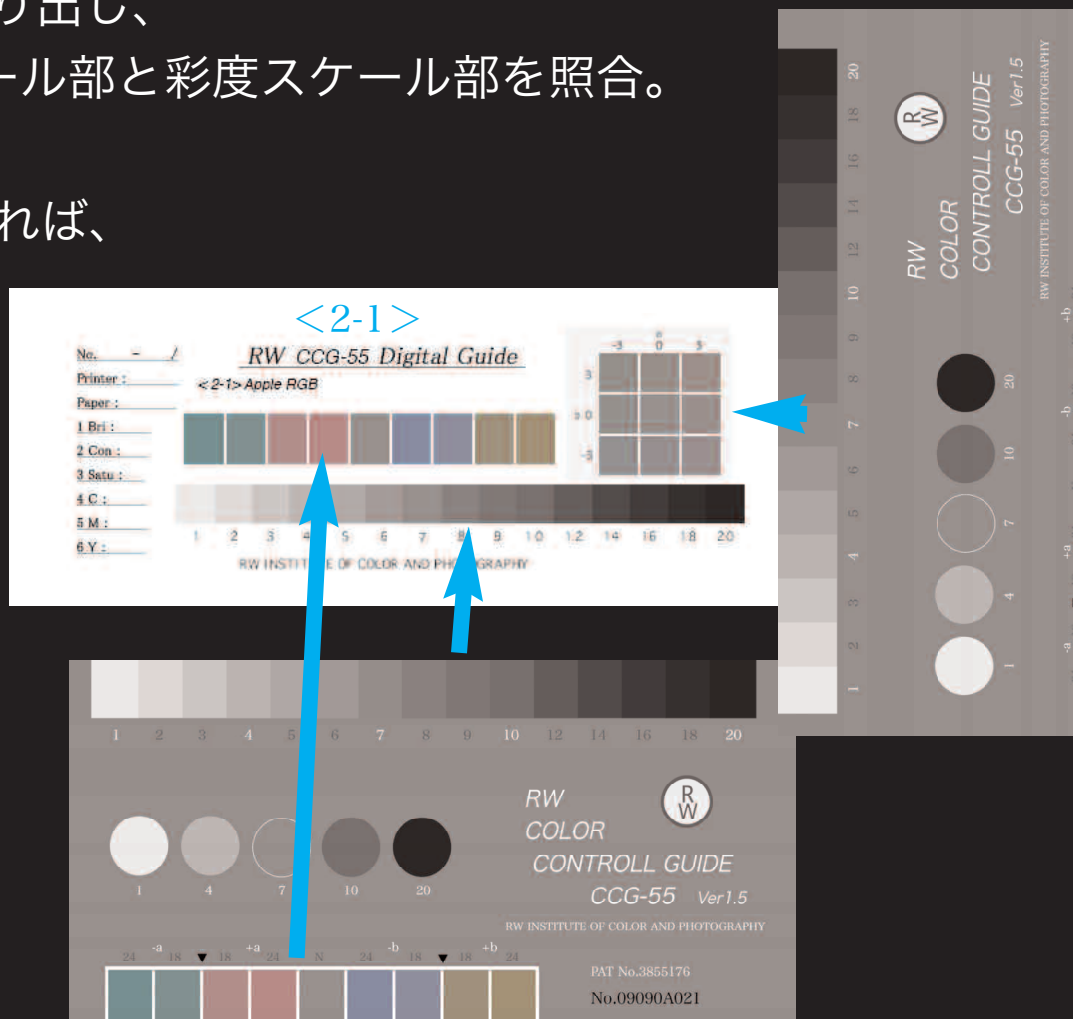 り出し、
ール部と彩度スケール部を照合。
れば、
<2-1>
No. - /
Printer :
Paper :
1 Bri :
2 Con :
3 Satu :
4 C :
5 M :
6 Y :
RW CCG-55 Digital Guide
<2-1> Apple RGB
a
-3 0 3
3
b 0
-3
1 2 3 4 5 6 7 8 9 10 12 14 16 18 20
RW INSTITUTE OF COLOR AND PHOTOGRAPHY
1 2 3 4 5 6 7 8 9 10 12 14 16 18 20
RW
COLOR
CONTROLL GUIDE
CCG-55 Ver1.5
RW INSTITUTE OF COLOR AND PHOTOGRAPHY
RW
1 4 7 10 20
-a +a -b +b
24 18 ▼ 18 24 N 24 18 ▼ 18 24
PAT No.3855176
No.09090A021
1 2 3 4 5 6 7 8 9 10 12 14 16 18 20
RW
RW
COLOR
CONTROLL GUIDE
CCG-55 Ver1.5
RW INSTITUTE OF COLOR AND PHOTOGRAPHY
1 4 7 10 20
-a +a -b +b